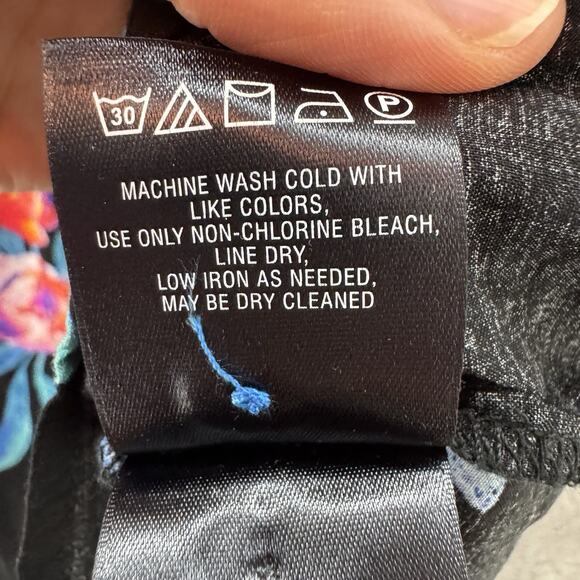 30 P
MACHINE WASH COLD WITH
LIKE COLORS,
USE ONLY NON-CHLORINE BLEACH,
LINE DRY,
LOW IRON AS NEEDED,
MAY BE DRY CLEANED